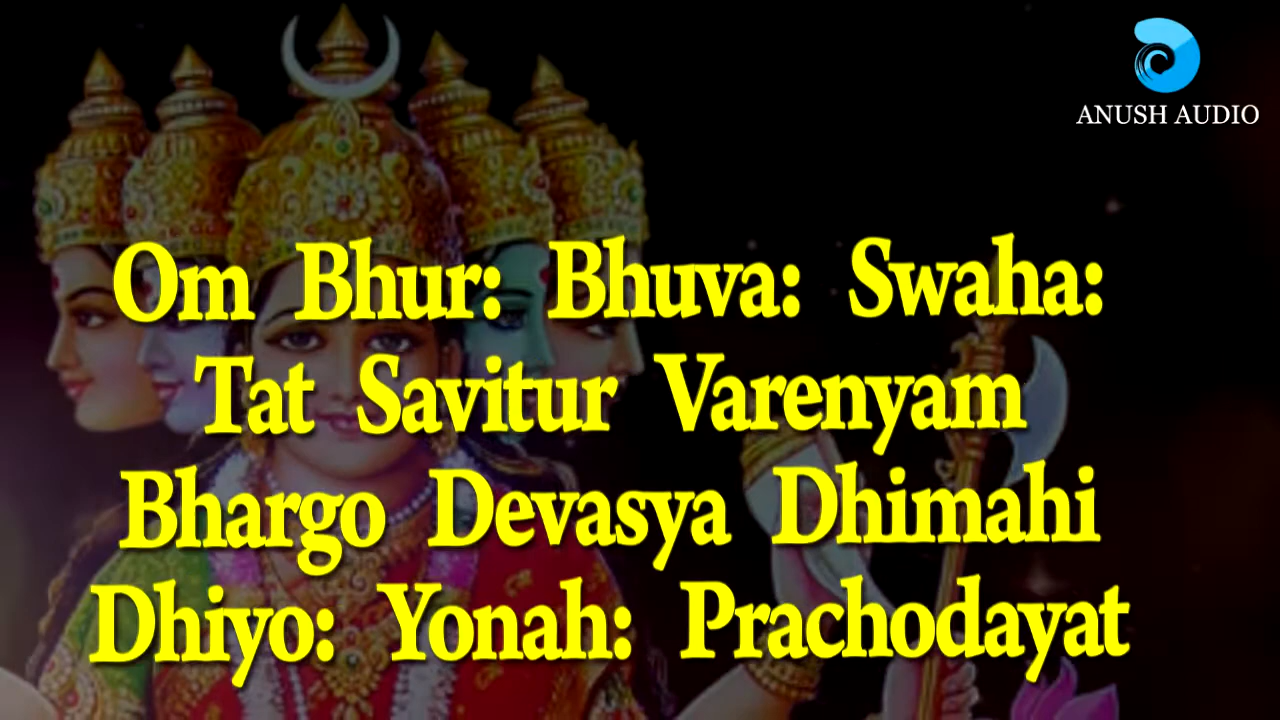 ANUSH AUDIO
Om Bhur: Bhuva: Swaha:
Tat Savitur Varenyam
Bhargo Devasya Dhimahi
Dhiyo: Yonah: Prachodayat